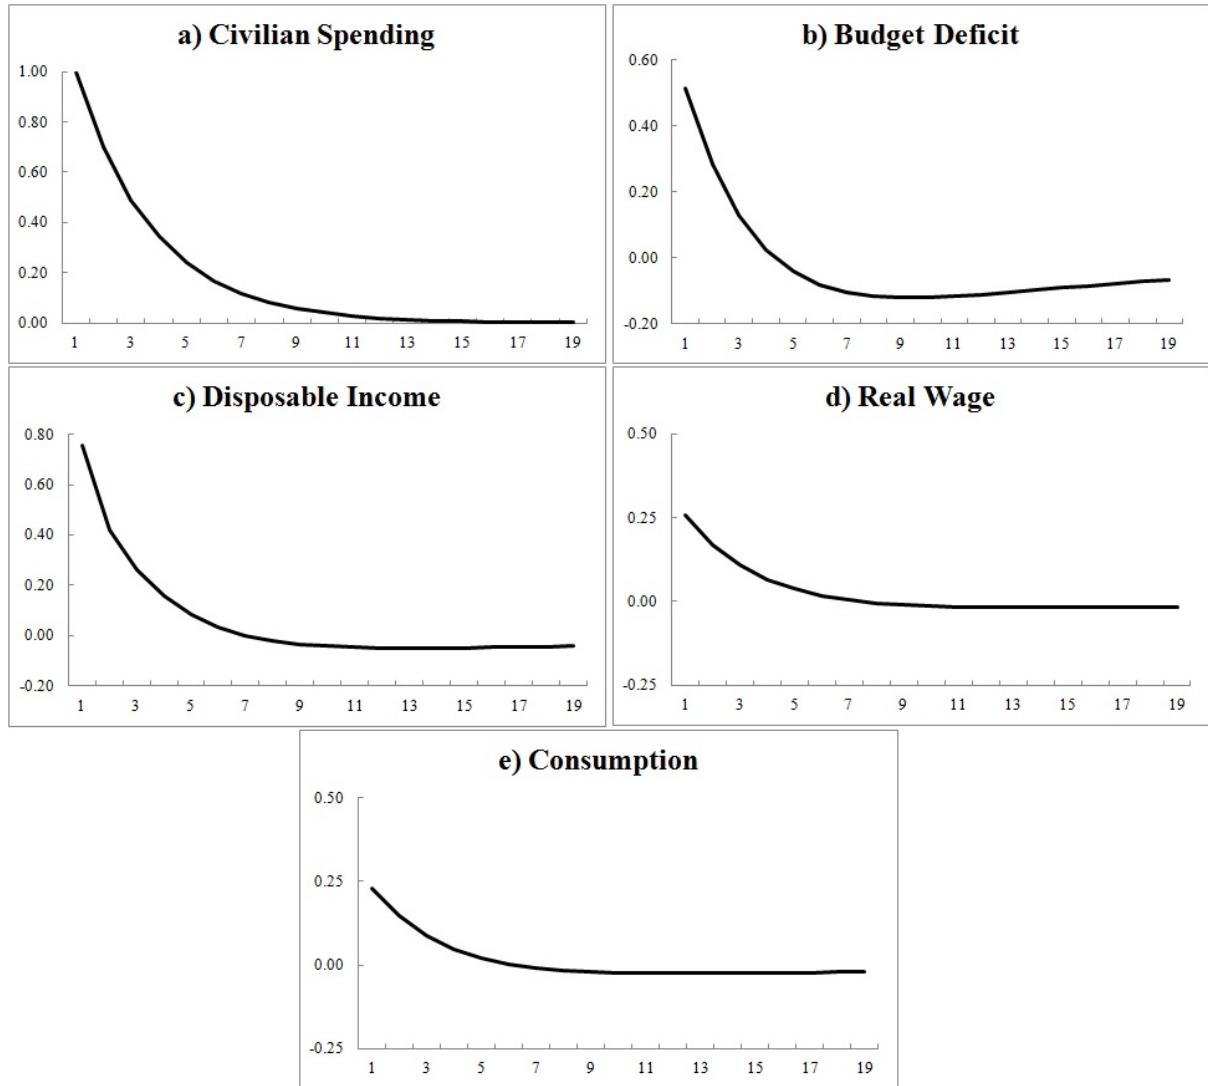 a) Civilian Spending
1.00
0.80
0.60
0.40
0.20
0.00
1 3 5 7 9 11 13 15 17 19
b) Budget Deficit
0.60
0.40
0.20
0.00
-0.20
1 3 5 7 9 11 13 15 17 19
c) Disposable Income
0.80
0.60
0.40
0.20
0.00
-0.20
1 3 5 7 9 11 13 15 17 19
d) Real Wage
0.50
0.25
0.00
-0.25
1 3 5 7 9 11 13 15 17 19
e) Consumption
0.50
0.25
0.00
-0.25
1 3 5 7 9 11 13 15 17 19